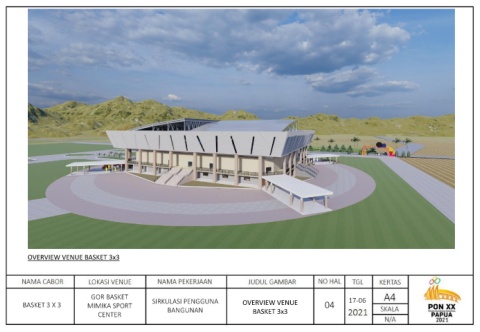 OVERVIEW VENUE BASKET 3x3
NAMA CABOR
LOKASI VENUE
NAMA PEKERJAAN
JUDUL GAMBAR
NO HAL
TGL
KERTAS
BASKET 3 X 3
GOR BASKET
MIMIKA SPORT
CENTER
SIRKULASI PENGGUNA
BANGUNAN
OVERVIEW VENUE
BASKET 3x3
04
17-06
2021
A4
SKALA
N/A
PON XX
PAPUA
2021